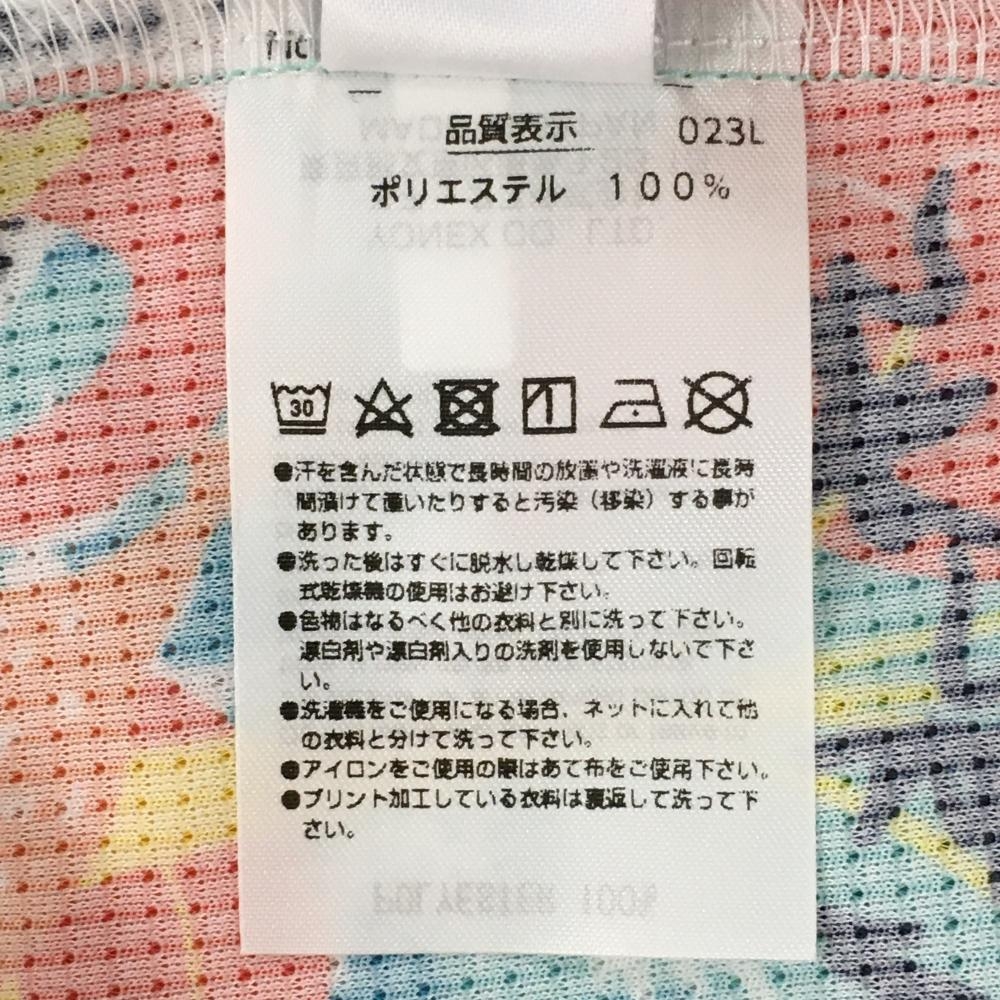 品質表示 023L
ポリエステル 100%
30
●汗を含んだ状態で長時間の放置や洗濯液に長時
間漬けて置いたりすると汚染（移染）する事が
あります。
●洗った後はすぐに脱水し乾燥して下さい。回転
式乾燥機の使用はお避け下さい。
●色物はなるべく他の衣料と別に洗って下さい。
漂白剤や漂白剤入りの洗剤を使用しないで下さ
い。
●洗濯機をご使用になる場合、ネットに入れて他
の衣料と分けて洗って下さい。
●アイロンをご使用の際はあて布をご使用下さい。
●プリント加工している衣料は裏返して洗って下
さい。
POLYESTER 100%
YONEX CO., LTD.